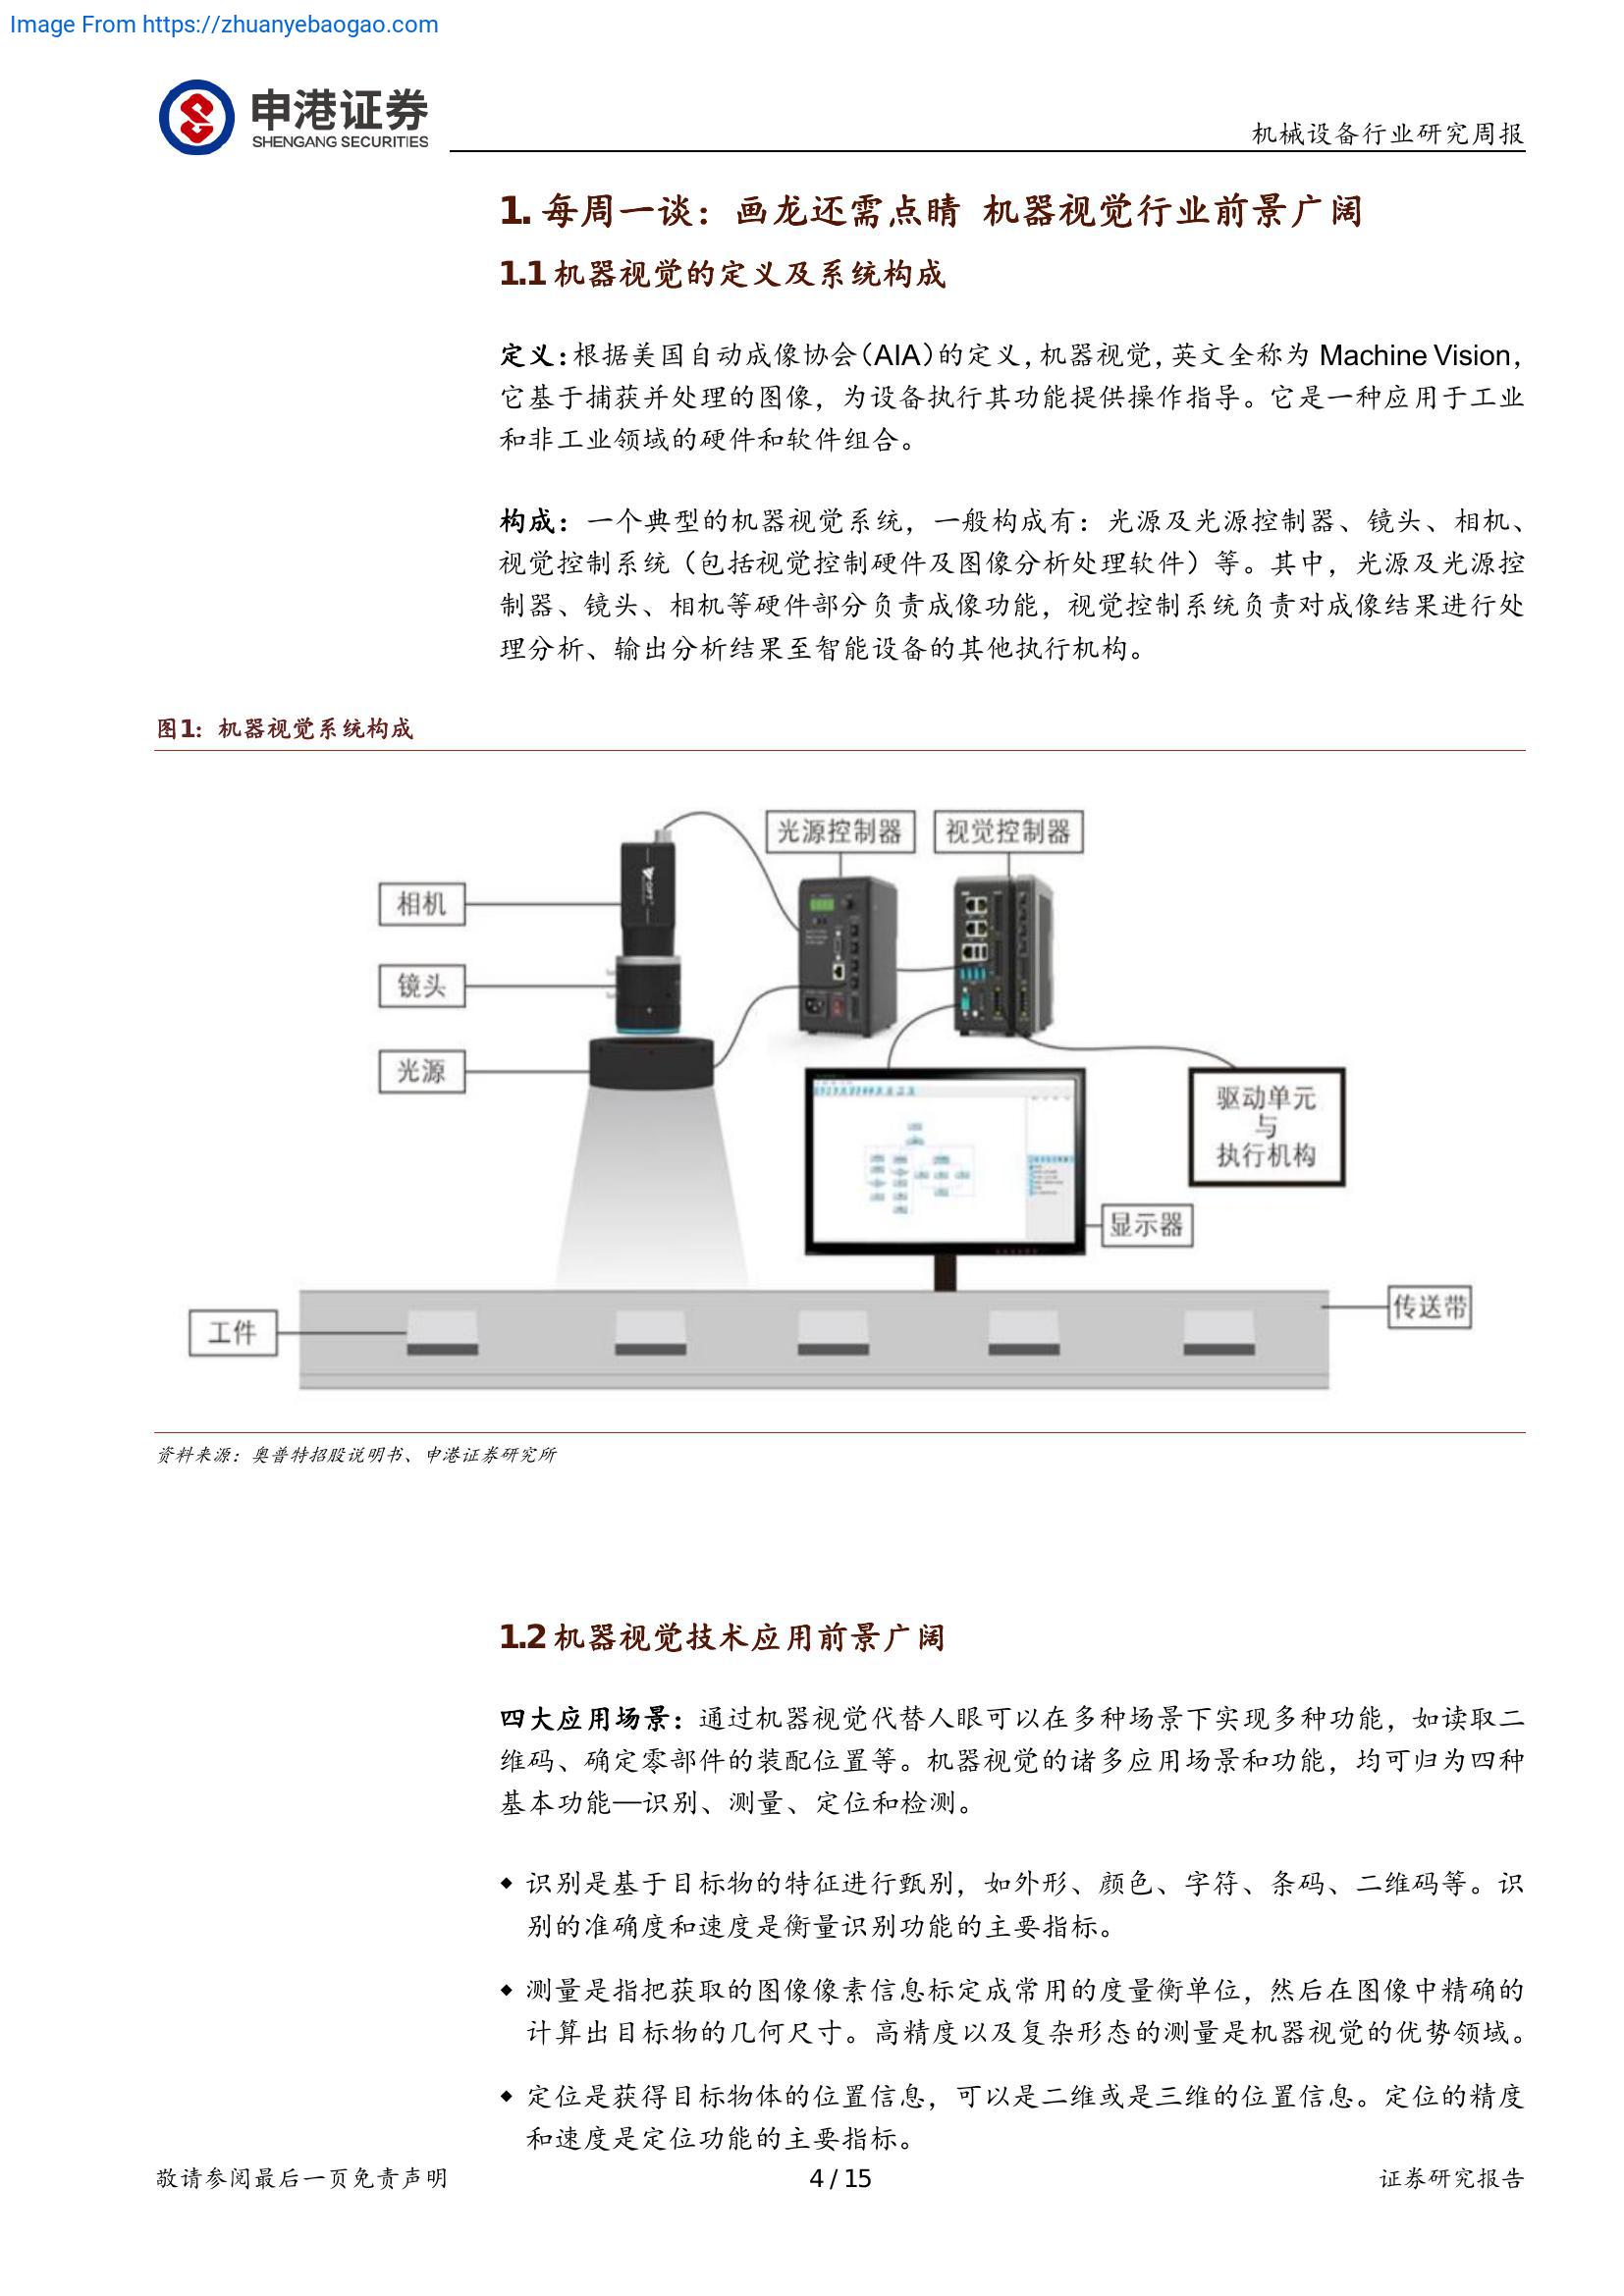 Image From https://zhuanyebaogao.com
申港证券
SHENGANG SECURITIES
机械设备行业研究周报
1. 每周一谈：画龙还需点睛 机器视觉行业前景广阔
1.1 机器视觉的定义及系统构成
定义：根据美国自动成像协会（AIA）的定义，机器视觉，英文全称为 Machine Vision，
它基于捕获并处理的图像，为设备执行其功能提供操作指导。它是一种应用于工业
和非工业领域的硬件和软件组合。
构成：一个典型的机器视觉系统，一般构成有：光源及光源控制器、镜头、相机、
视觉控制系统（包括视觉控制硬件及图像分析处理软件）等。其中，光源及光源控
制器、镜头、相机等硬件部分负责成像功能，视觉控制系统负责对成像结果进行处
理分析、输出分析结果至智能设备的其他执行机构。
图1：机器视觉系统构成
光源控制器
视觉控制器
相机
OPT
镜头
光源
驱动单元
与
执行机构
显示器
传送带
工件
资料来源：奥普特招股说明书、申港证券研究所
1.2 机器视觉技术应用前景广阔
四大应用场景：通过机器视觉代替人眼可以在多种场景下实现多种功能，如读取二
维码、确定零部件的装配位置等。机器视觉的诸多应用场景和功能，均可归为四种
基本功能—识别、测量、定位和检测。
◆ 识别是基于目标物的特征进行甄别，如外形、颜色、字符、条码、二维码等。识
别的准确度和速度是衡量识别功能的主要指标。
◆ 测量是指把获取的图像像素信息标定成常用的度量衡单位，然后在图像中精确的
计算出目标物的几何尺寸。高精度以及复杂形态的测量是机器视觉的优势领域。
◆ 定位是获得目标物体的位置信息，可以是二维或是三维的位置信息。定位的精度
和速度是定位功能的主要指标。
敬请参阅最后一页免责声明
4 / 15
证券研究报告